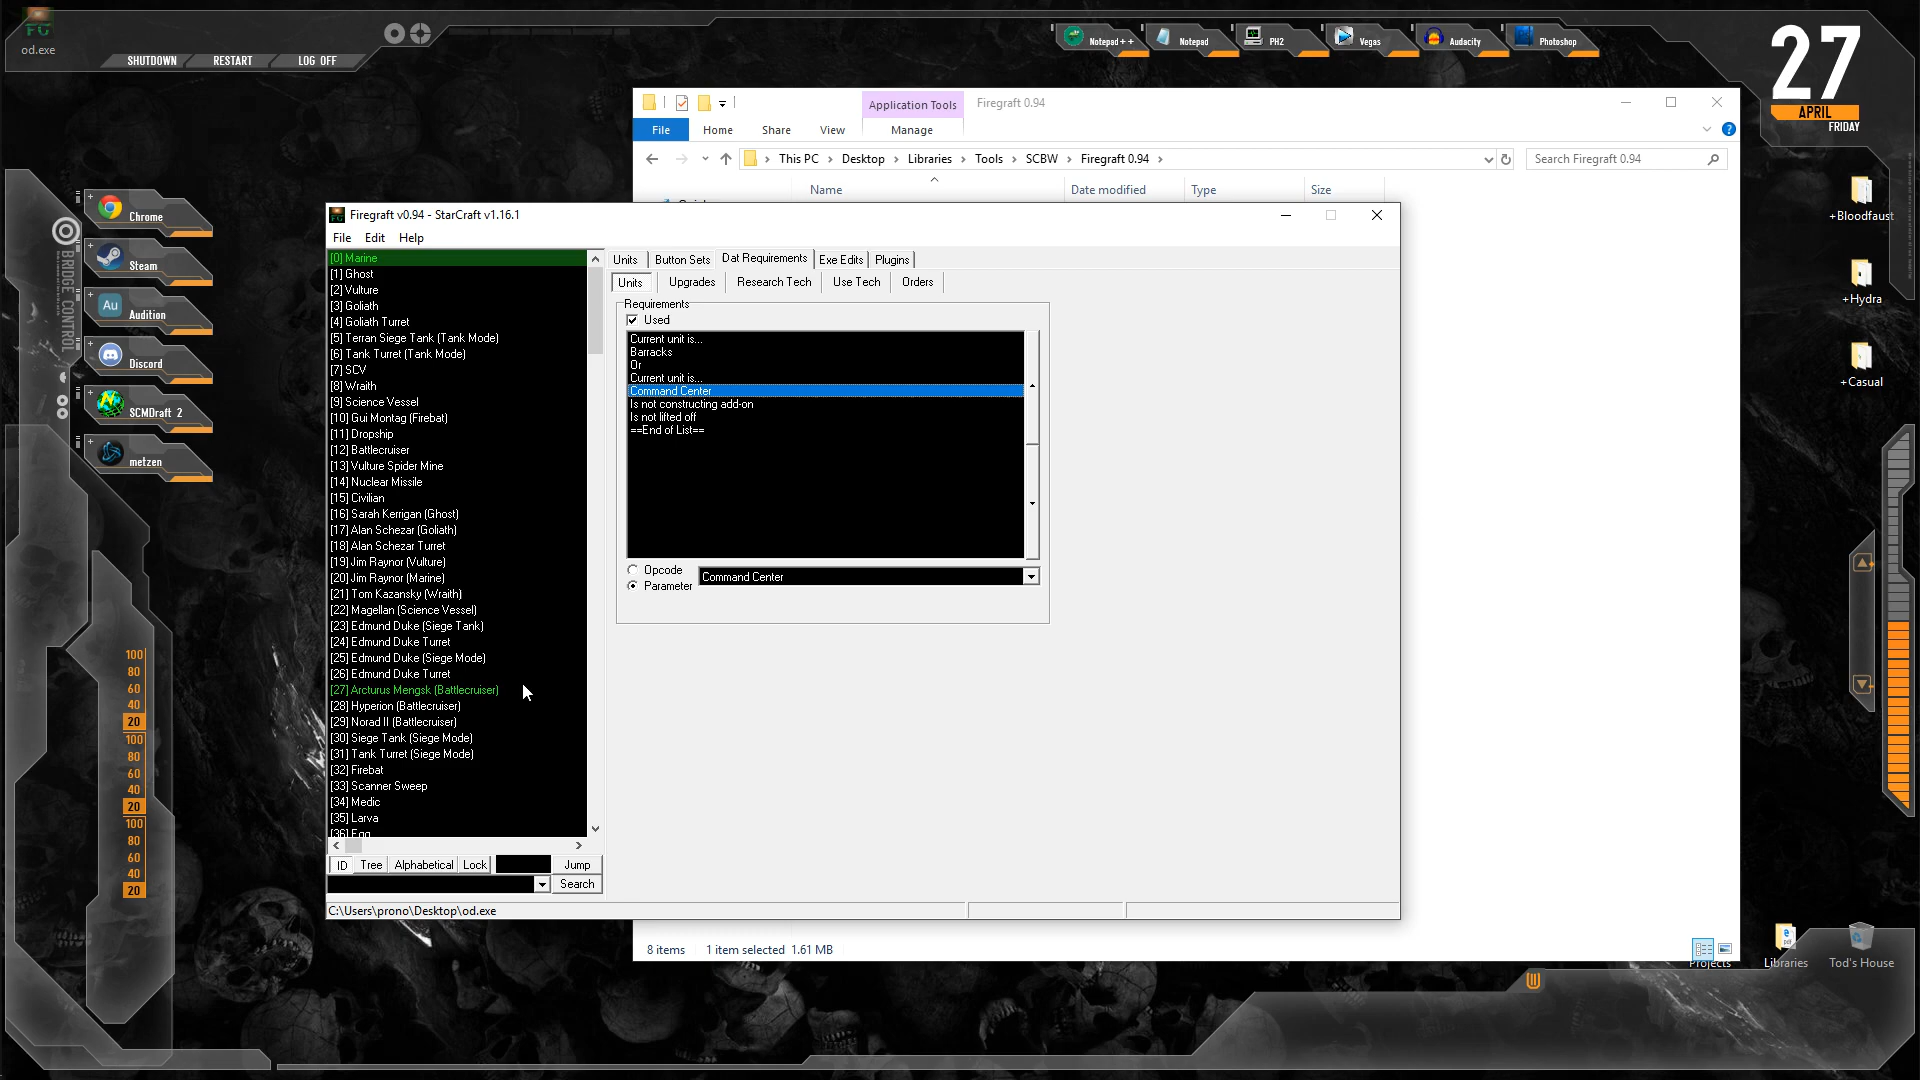 FG
od.exe
SHUTDOWN
RESTART
LOG OFF
Notepad++
Notepad
PH2
Vegas
Audacity
Photoshop
27
APRIL
FRIDAY
Application Tools
Firegraft 0.94
File
Home
Share
View
Manage
This PC
Desktop
Libraries
Tools
SCBW
Firegraft 0.94
Search Firegraft 0.94
Name
Date modified
Type
Size
+Bloodfaust
+Hydra
+Casual
BRIDGE CONTROL
Chrome
Steam
Au
Audition
Discord
SCMDraft 2
metzen
Firegraft v0.94 - StarCraft v1.16.1
File
Edit
Help
[0] Marine
[1] Ghost
[2] Vulture
[3] Goliath
[4] Goliath Turret
[5] Terran Siege Tank (Tank Mode)
[6] Tank Turret (Tank Mode)
[7] SCV
[8] Wraith
[9] Science Vessel
[10] Gui Montag (Firebat)
[11] Dropship
[12] Battlecruiser
[13] Vulture Spider Mine
[14] Nuclear Missile
[15] Civilian
[16] Sarah Kerrigan (Ghost)
[17] Alan Schezar (Goliath)
[18] Alan Schezar Turret
[19] Jim Raynor (Vulture)
[20] Jim Raynor (Marine)
[21] Tom Kazansky (Wraith)
[22] Magellan (Science Vessel)
[23] Edmund Duke (Siege Tank)
[24] Edmund Duke Turret
[25] Edmund Duke (Siege Mode)
[26] Edmund Duke Turret
[27] Arcturus Mengsk (Battlecruiser)
[28] Hyperion (Battlecruiser)
[29] Norad II (Battlecruiser)
[30] Siege Tank (Siege Mode)
[31] Tank Turret (Siege Mode)
[32] Firebat
[33] Scanner Sweep
[34] Medic
[35] Larva
[36] Egg
ID
Tree
Alphabetical
Lock
Jump
Search
Units
Button Sets
Dat Requirements
Exe Edits
Plugins
Units
Upgrades
Research Tech
Use Tech
Orders
Requirements
Used
Current unit is...
Barracks
Or
Current unit is...
Command Center
Is not constructing add-on
Is not lifted off
==End of List==
Opcode
Parameter
Command Center
C:\Users\prono\Desktop\od.exe
8 items
1 item selected 1.61 MB
Projects
Libraries
Tod's House
100
80
60
40
20
100
80
60
40
20
100
80
60
40
20